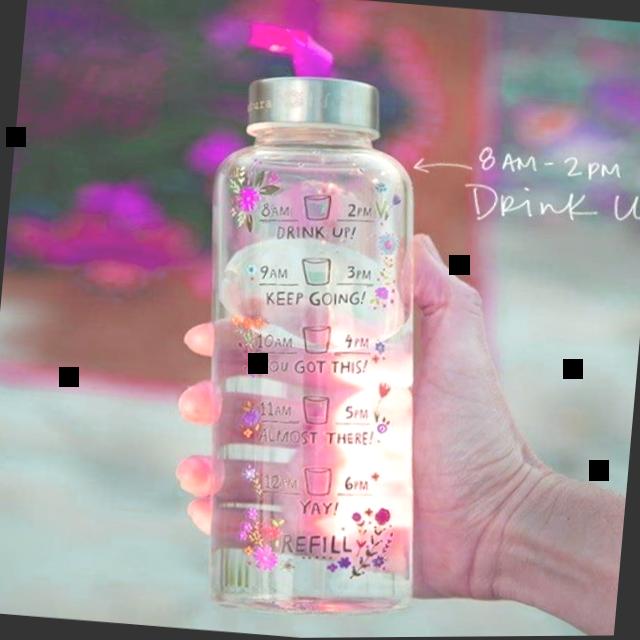 8AM - 2PM
Drink
8AM 2PM
DRINK UP!
9AM 3PM
KEEP GOING!
10AM 4PM
YOU GOT THIS!
11AM 5PM
ALMOST THERE!
12PM 6PM
YAY!
REFILL